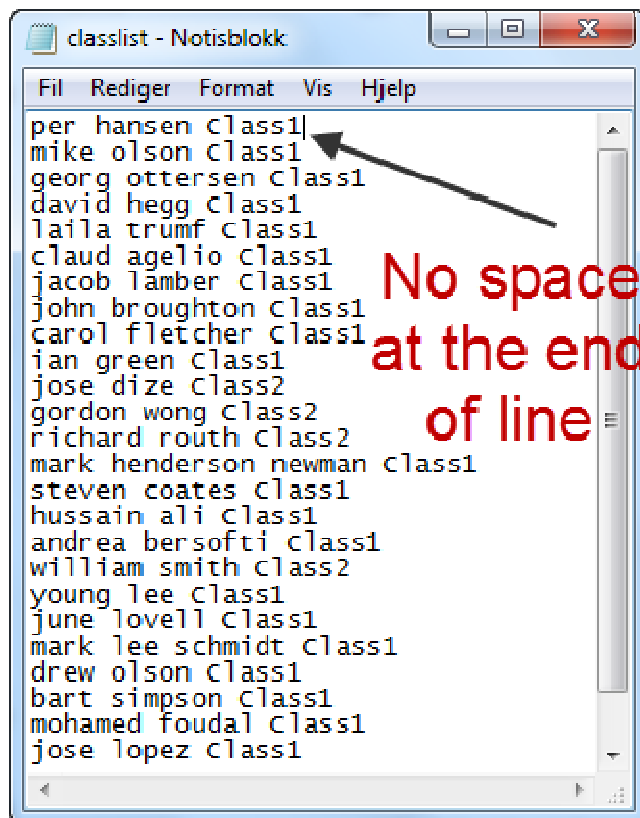 classlist - Notisblokk
Fil Rediger Format Vis Hjelp
per hansen Class1
mike olson Class1
georg ottersen Class1
david hegg Class1
laila trumf Class1
claud agelio Class1
jacob lamber Class1
john broughton Class1
carol fletcher Class1
ian green Class1
jose dize Class2
gordon wong Class2
richard routh Class2
mark henderson newman Class1
steven coates Class1
hussain ali Class1
andrea bersofti Class1
william smith Class2
young lee Class1
june lovell Class1
mark lee schmidt Class1
drew olson Class1
bart simpson Class1
mohamed foudal Class1
jose lopez Class1
No space
at the end
of line